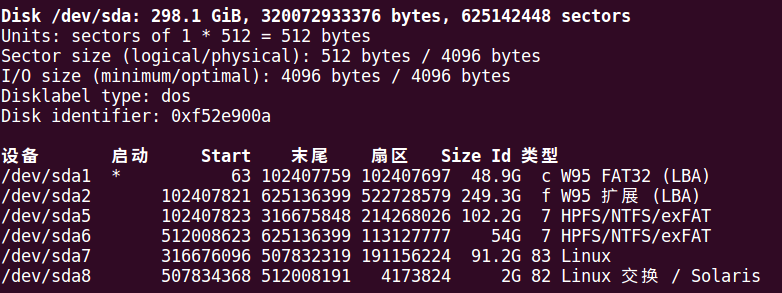 Disk /dev/sda: 298.1 GiB, 320072933376 bytes, 625142448 sectors
Units: sectors of 1 * 512 = 512 bytes
Sector size (logical/physical): 512 bytes / 4096 bytes
I/O size (minimum/optimal): 4096 bytes / 4096 bytes
Disklabel type: dos
Disk identifier: 0xf52e900a

设备 启动 Start 末尾 扇区 Size Id 类型
/dev/sda1 * 63 102407759 102407697 48.9G c W95 FAT32 (LBA)
/dev/sda2 102407821 625136399 522728579 249.3G f W95 扩展 (LBA)
/dev/sda5 102407823 316675848 214268026 102.2G 7 HPFS/NTFS/exFAT
/dev/sda6 512008623 625136399 113127777 54G 7 HPFS/NTFS/exFAT
/dev/sda7 316676096 507832319 191156224 91.2G 83 Linux
/dev/sda8 507834368 512008191 4173824 2G 82 Linux 交换 / Solaris